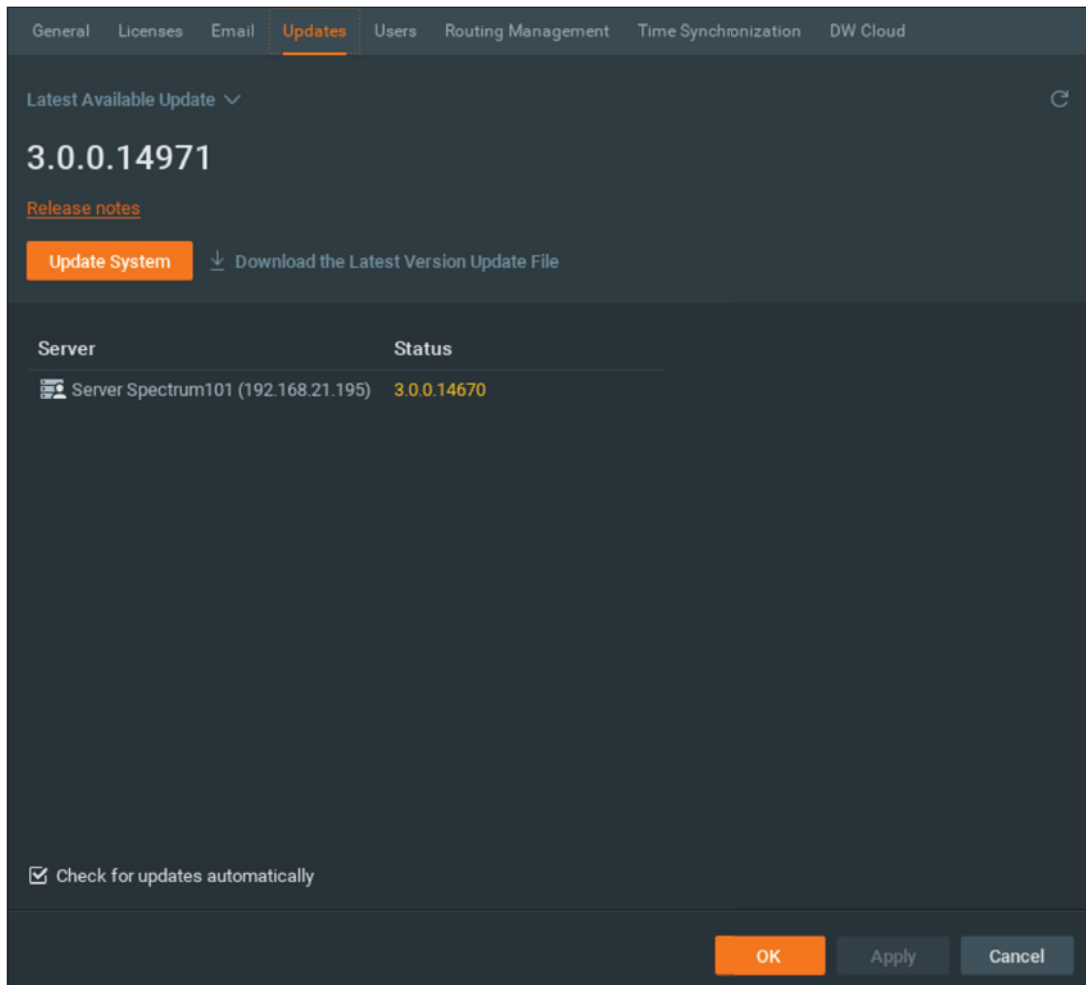 General Licenses Email Updates Users Routing Management Time Synchronization DW Cloud
Latest Available Update
3.0.0.14971
Release notes
Update System Download the Latest Version Update File
Server Status
Server Spectrum101 (192.168.21.195) 3.0.0.14670
Check for updates automatically
OK Apply Cancel